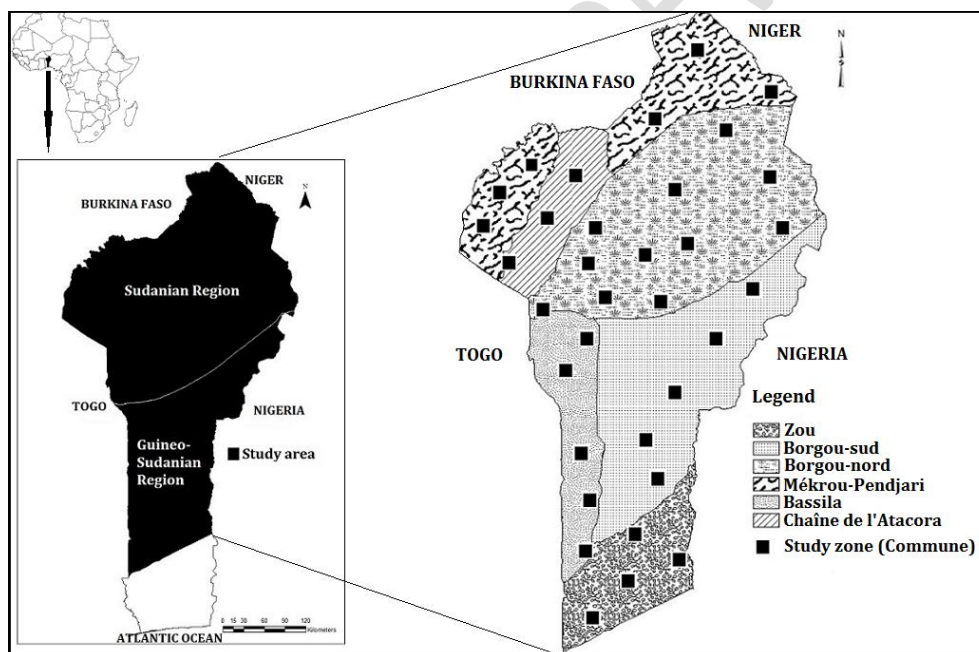 NIGER
N
BURKINA FASO
NIGER
N
BURKINA FASO
Sudanian Region
TOGO
NIGERIA
TOGO
NIGERIA
Guineo-
Sudanian
Region
Study area
Legend
Zou
Borgou-sud
Borgou-nord
Mékrou-Pendjari
Bassila
Chaîne de l'Atacora
Study zone (Commune)
0 15 30 60 90 120
Kilometers
ATLANTIC OCEAN